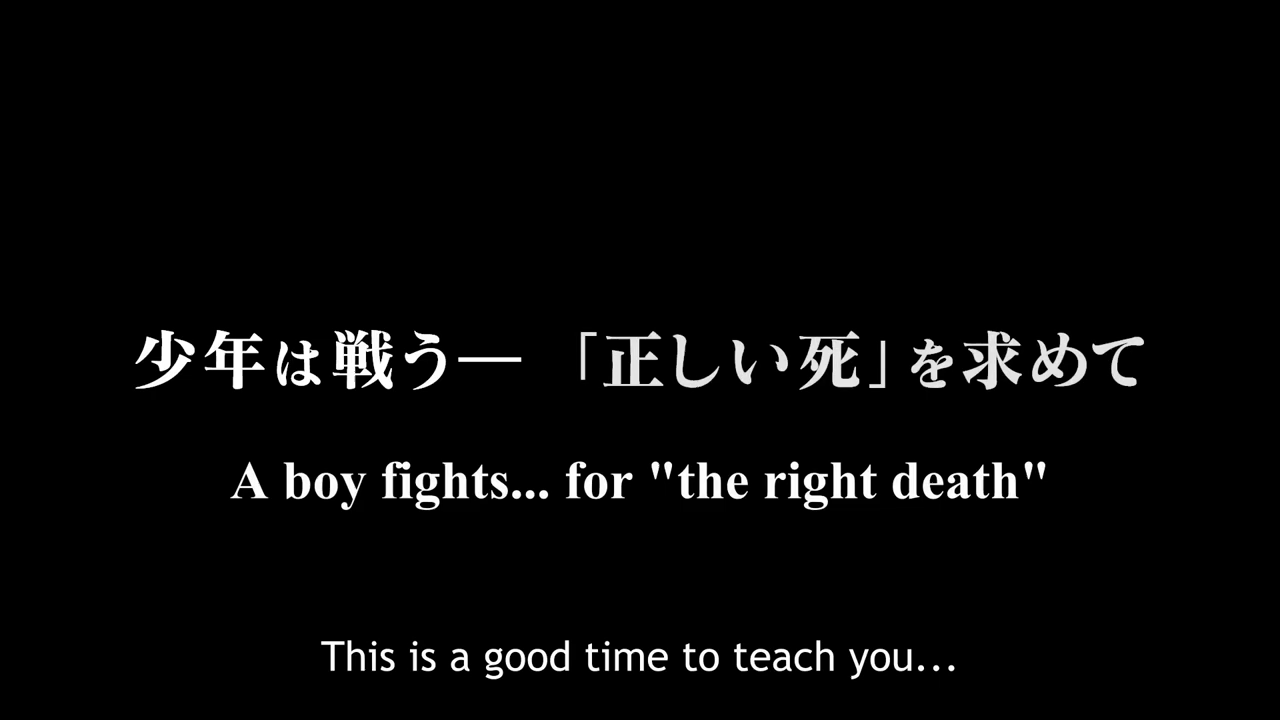 少年は戦う― 「正しい死」を求めて
A boy fights... for "the right death"
This is a good time to teach you...